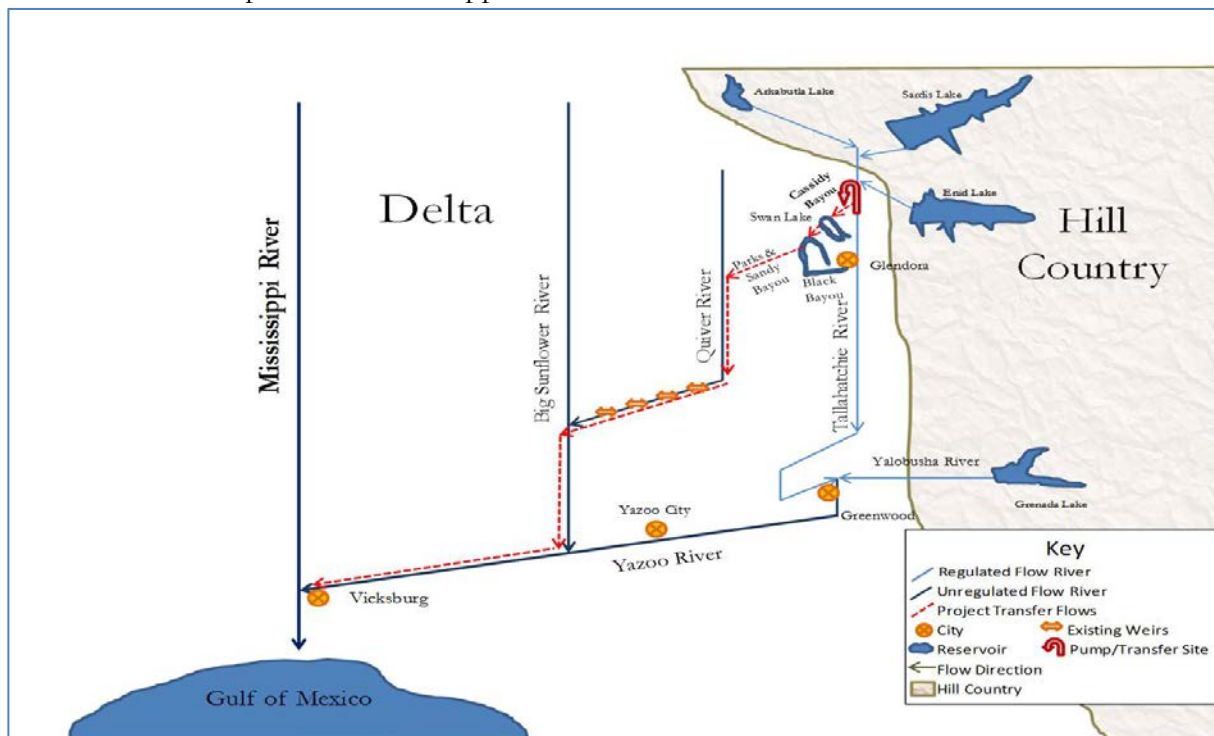 Arkabutla Lake
Sardis Lake
Enid Lake
Hill
Country
Delta
Cassidy
Bayou
Swan Lake
Parks &
Sandy
Bayou
Black
Bayou
Glendora
Mississippi River
Big Sunflower River
Quiver River
Tallahatchie River
Yalobusha River
Grenada Lake
Greenwood
Yazoo City
Yazoo River
Vicksburg
Gulf of Mexico
Key
Regulated Flow River
Unregulated Flow River
Project Transfer Flows
City
Existing Weirs
Reservoir
Pump/Transfer Site
Flow Direction
Hill Country